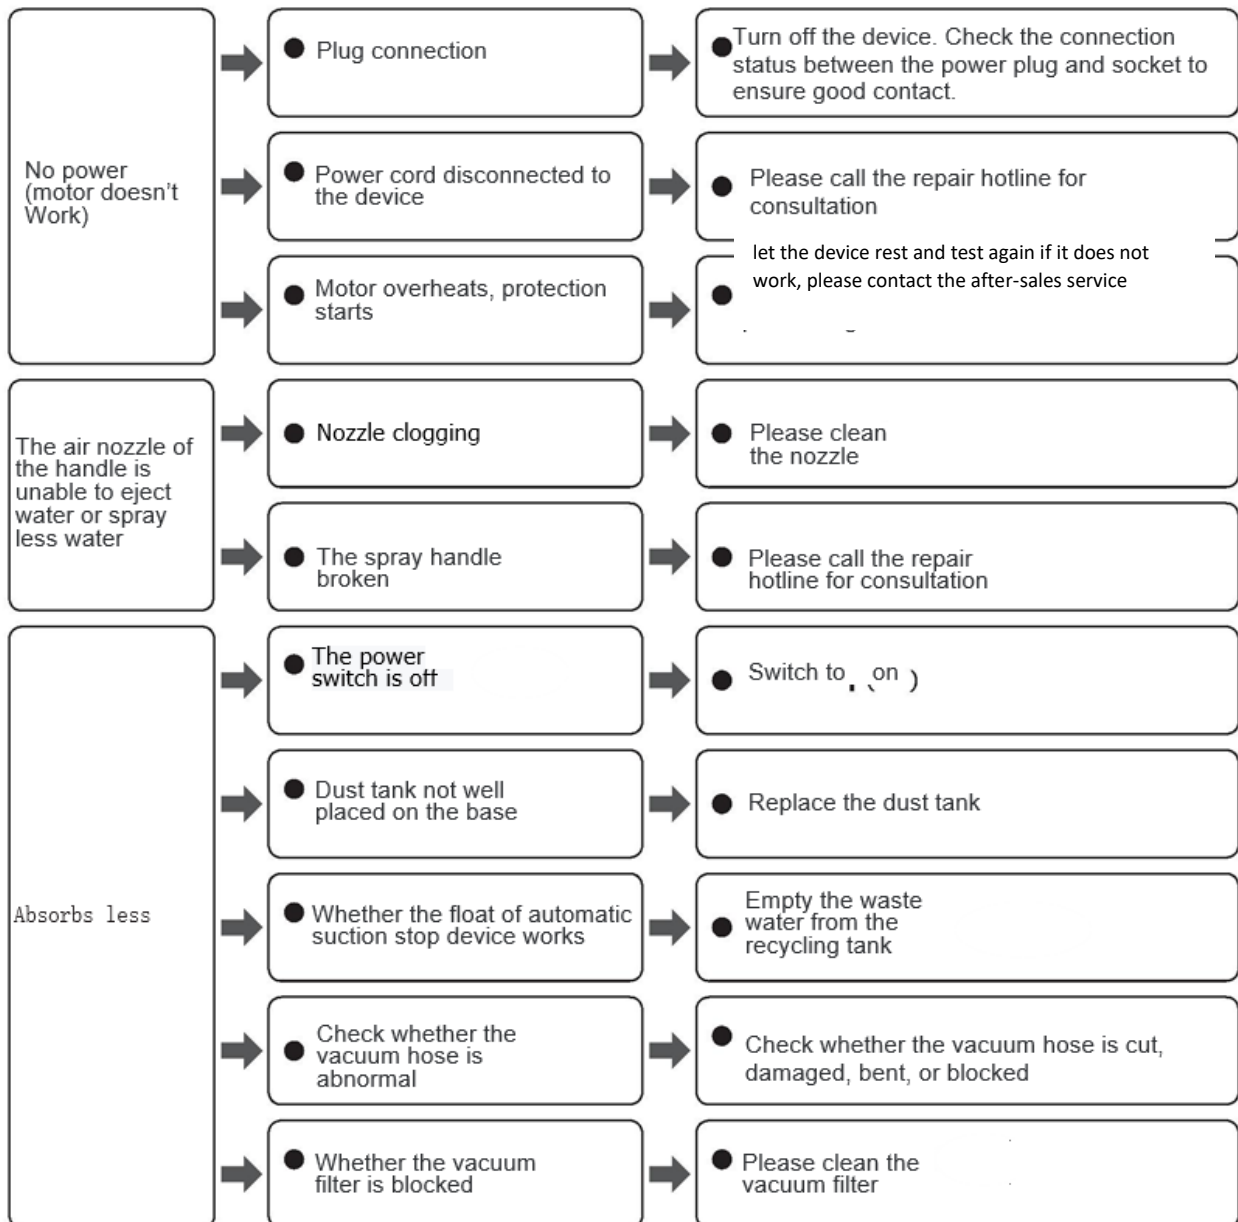 No power
(motor doesn't
Work)
Plug connection
Turn off the device. Check the connection
status between the power plug and socket to
ensure good contact.
Power cord disconnected to
the device
Please call the repair hotline for
consultation
Motor overheats, protection
starts
let the device rest and test again if it does not
work, please contact the after-sales service
The air nozzle of
the handle is
unable to eject
water or spray
less water
Nozzle clogging
Please clean
the nozzle
The spray handle
broken
Please call the repair
hotline for consultation
Absorbs less
The power
switch is off
Switch to (on)
Dust tank not well
placed on the base
Replace the dust tank
Whether the float of automatic
suction stop device works
Empty the waste
water from the
recycling tank
Check whether the
vacuum hose is
abnormal
Check whether the vacuum hose is cut,
damaged, bent, or blocked
Whether the vacuum
filter is blocked
Please clean the
vacuum filter